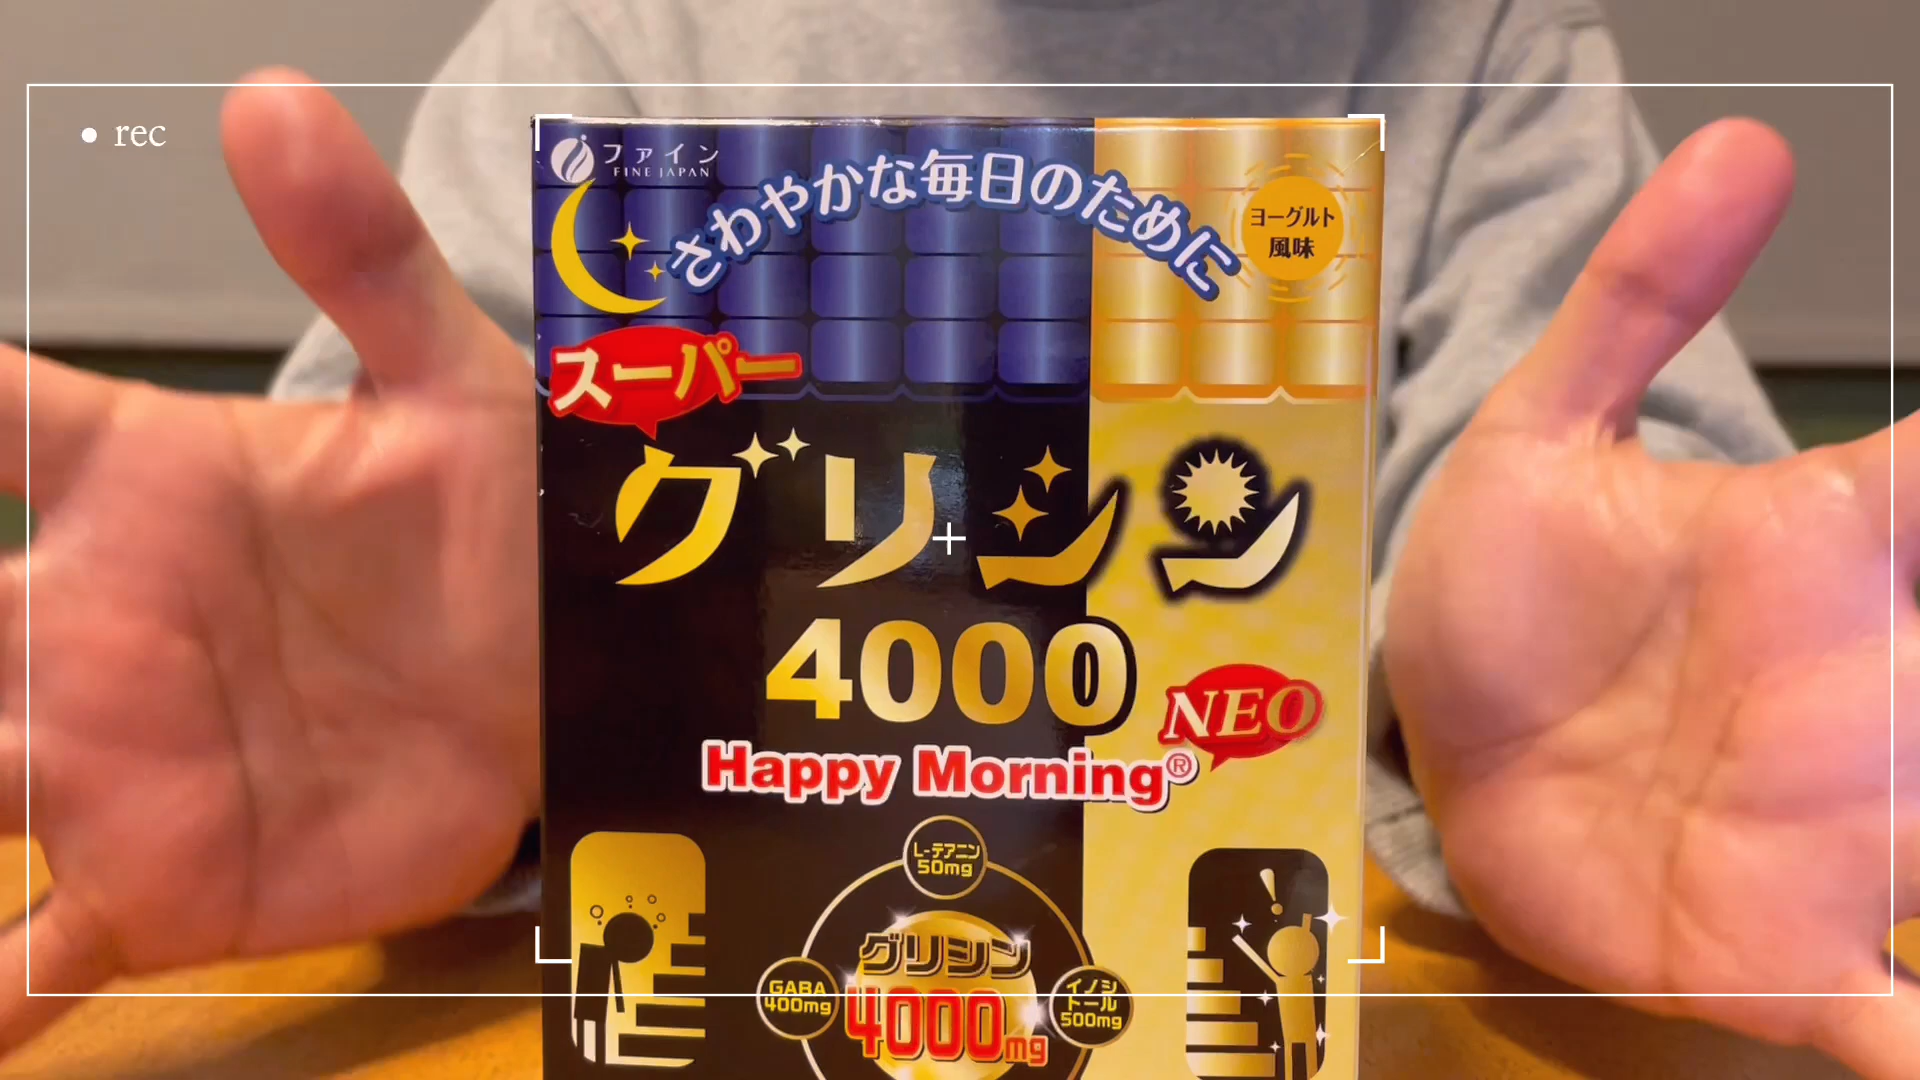 rec
ファイン
FINE JAPAN
さわやかな毎日のために
ヨーグルト
風味
スーパー
グリシン
4000
NEO
Happy Morning®
L-テアニン
50mg
グリシン
4000mg
GABA
400mg
イノシ
トール
500mg